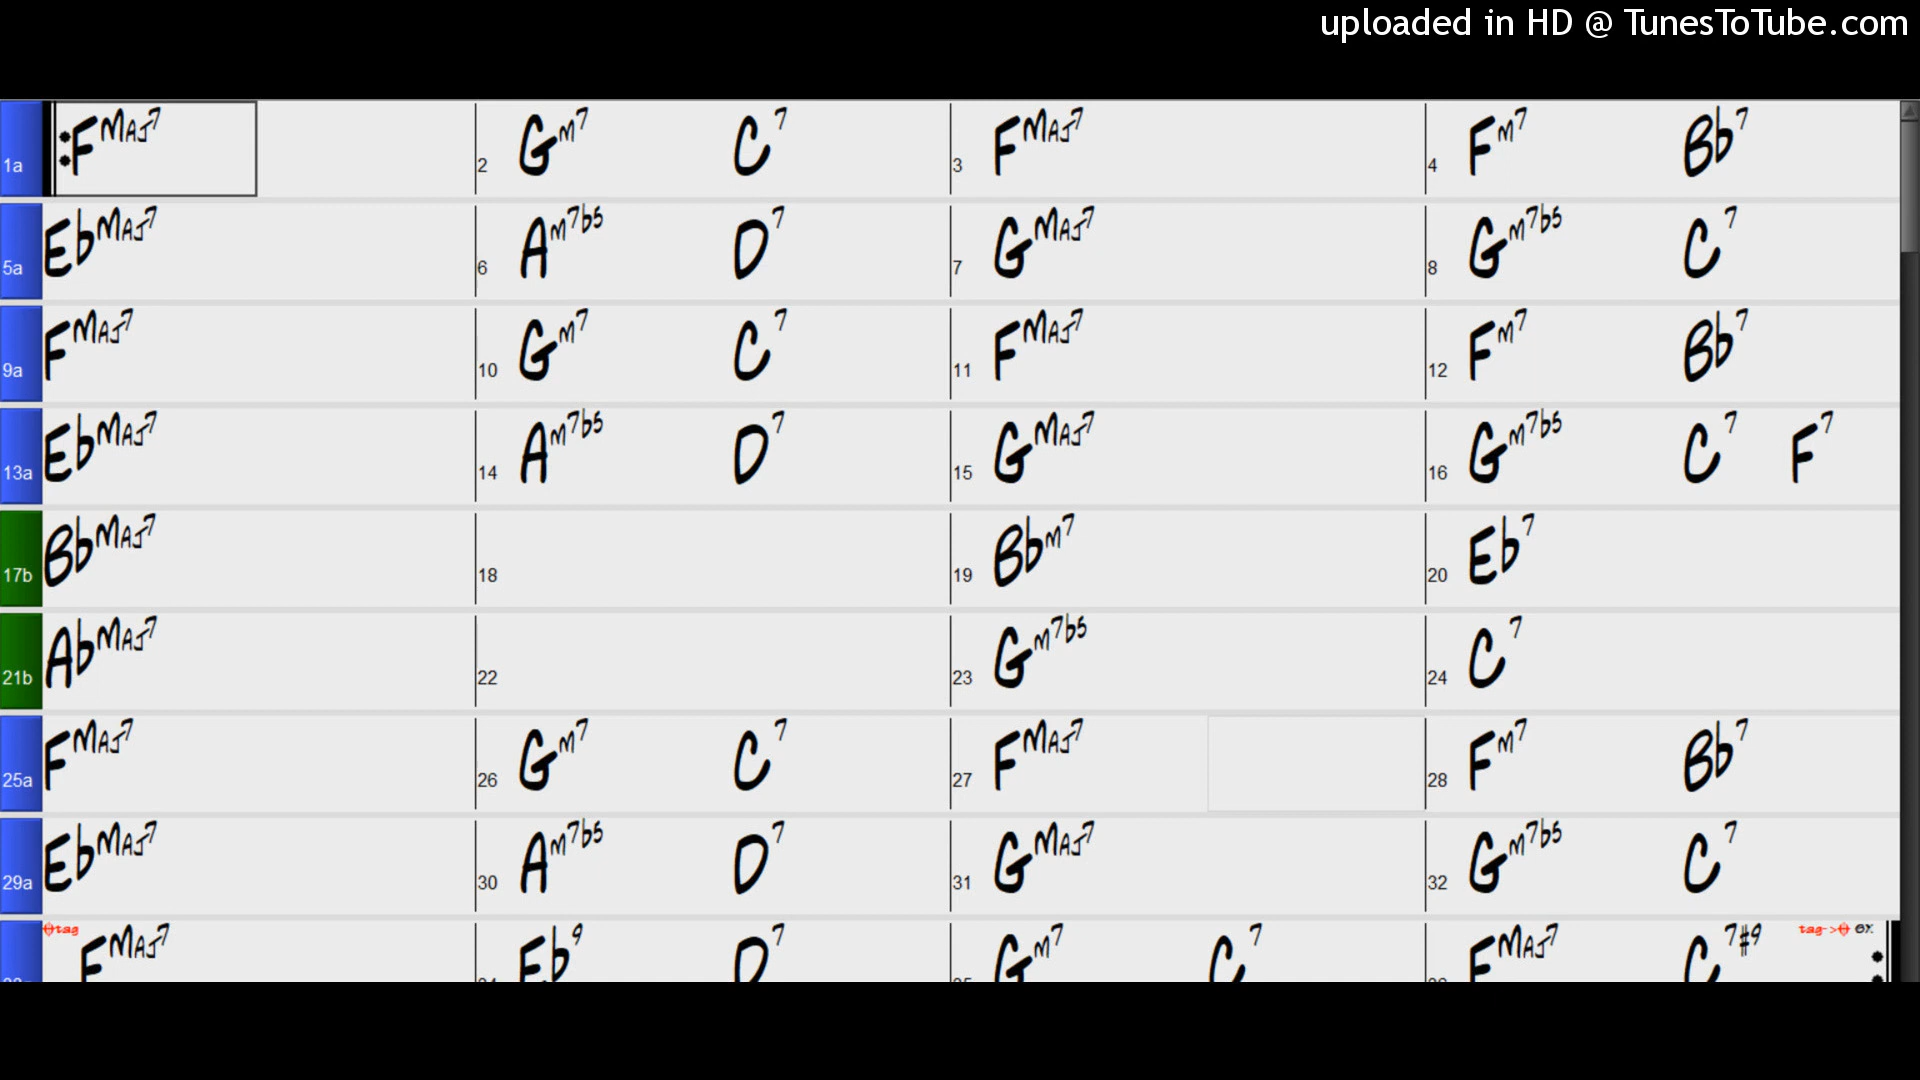 uploaded in HD @ TunesToTube.com
1a FMAJ7 2 Gm7 C7 3 FMAJ7 4 Fm7 Bb7
5a EbMAJ7 6 Am7b5 D7 7 GMAJ7 8 Gm7b5 C7
9a FMAJ7 10 Gm7 C7 11 FMAJ7 12 Fm7 Bb7
13a EbMAJ7 14 Am7b5 D7 15 GMAJ7 16 Gm7b5 C7 F7
17b BbMAJ7 18 19 Bbm7 20 Eb7
21b AbMAJ7 22 23 Gm7b5 24 C7
25a FMAJ7 26 Gm7 C7 27 FMAJ7 28 Fm7 Bb7
29a EbMAJ7 30 Am7b5 D7 31 GMAJ7 32 Gm7b5 C7
tag tag->
FMAJ7 Eb9 D7 Gm7 C7 FMAJ7 C7#9